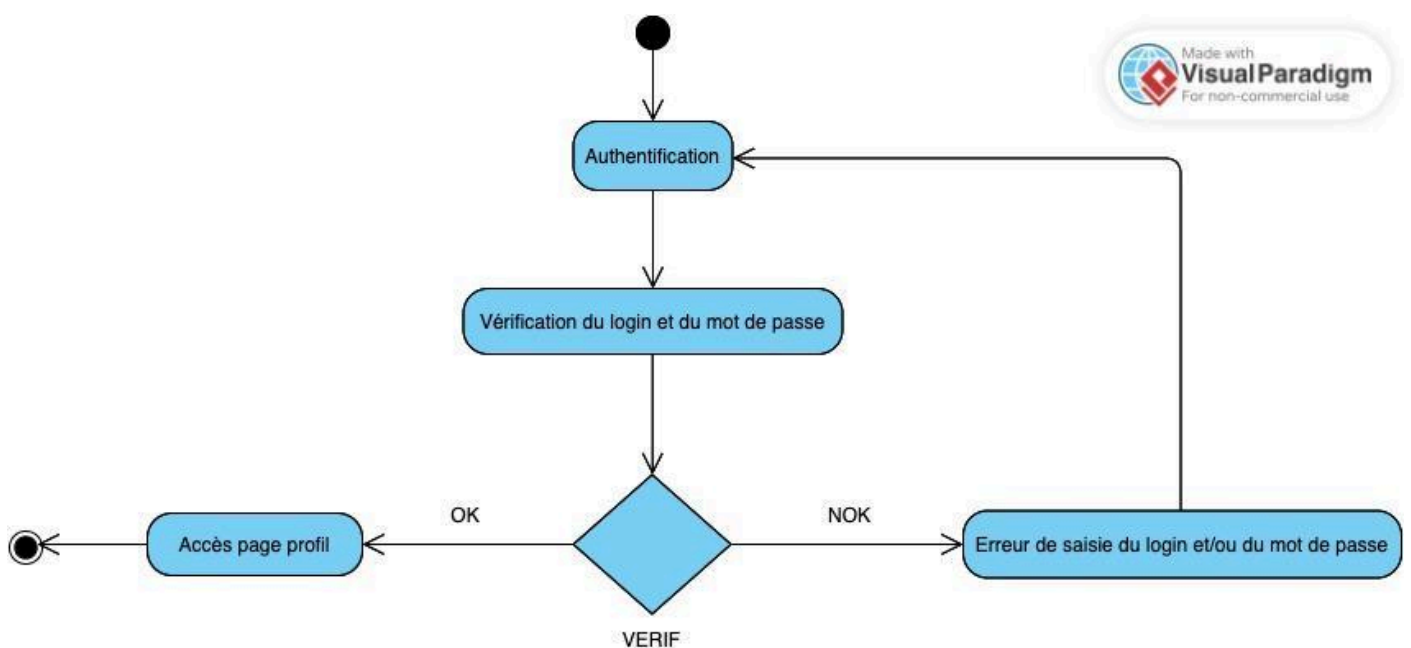 Made with
Visual Paradigm
For non-commercial use
Authentification
Vérification du login et du mot de passe
OK
NOK
Accès page profil
Erreur de saisie du login et/ou du mot de passe
VERIF